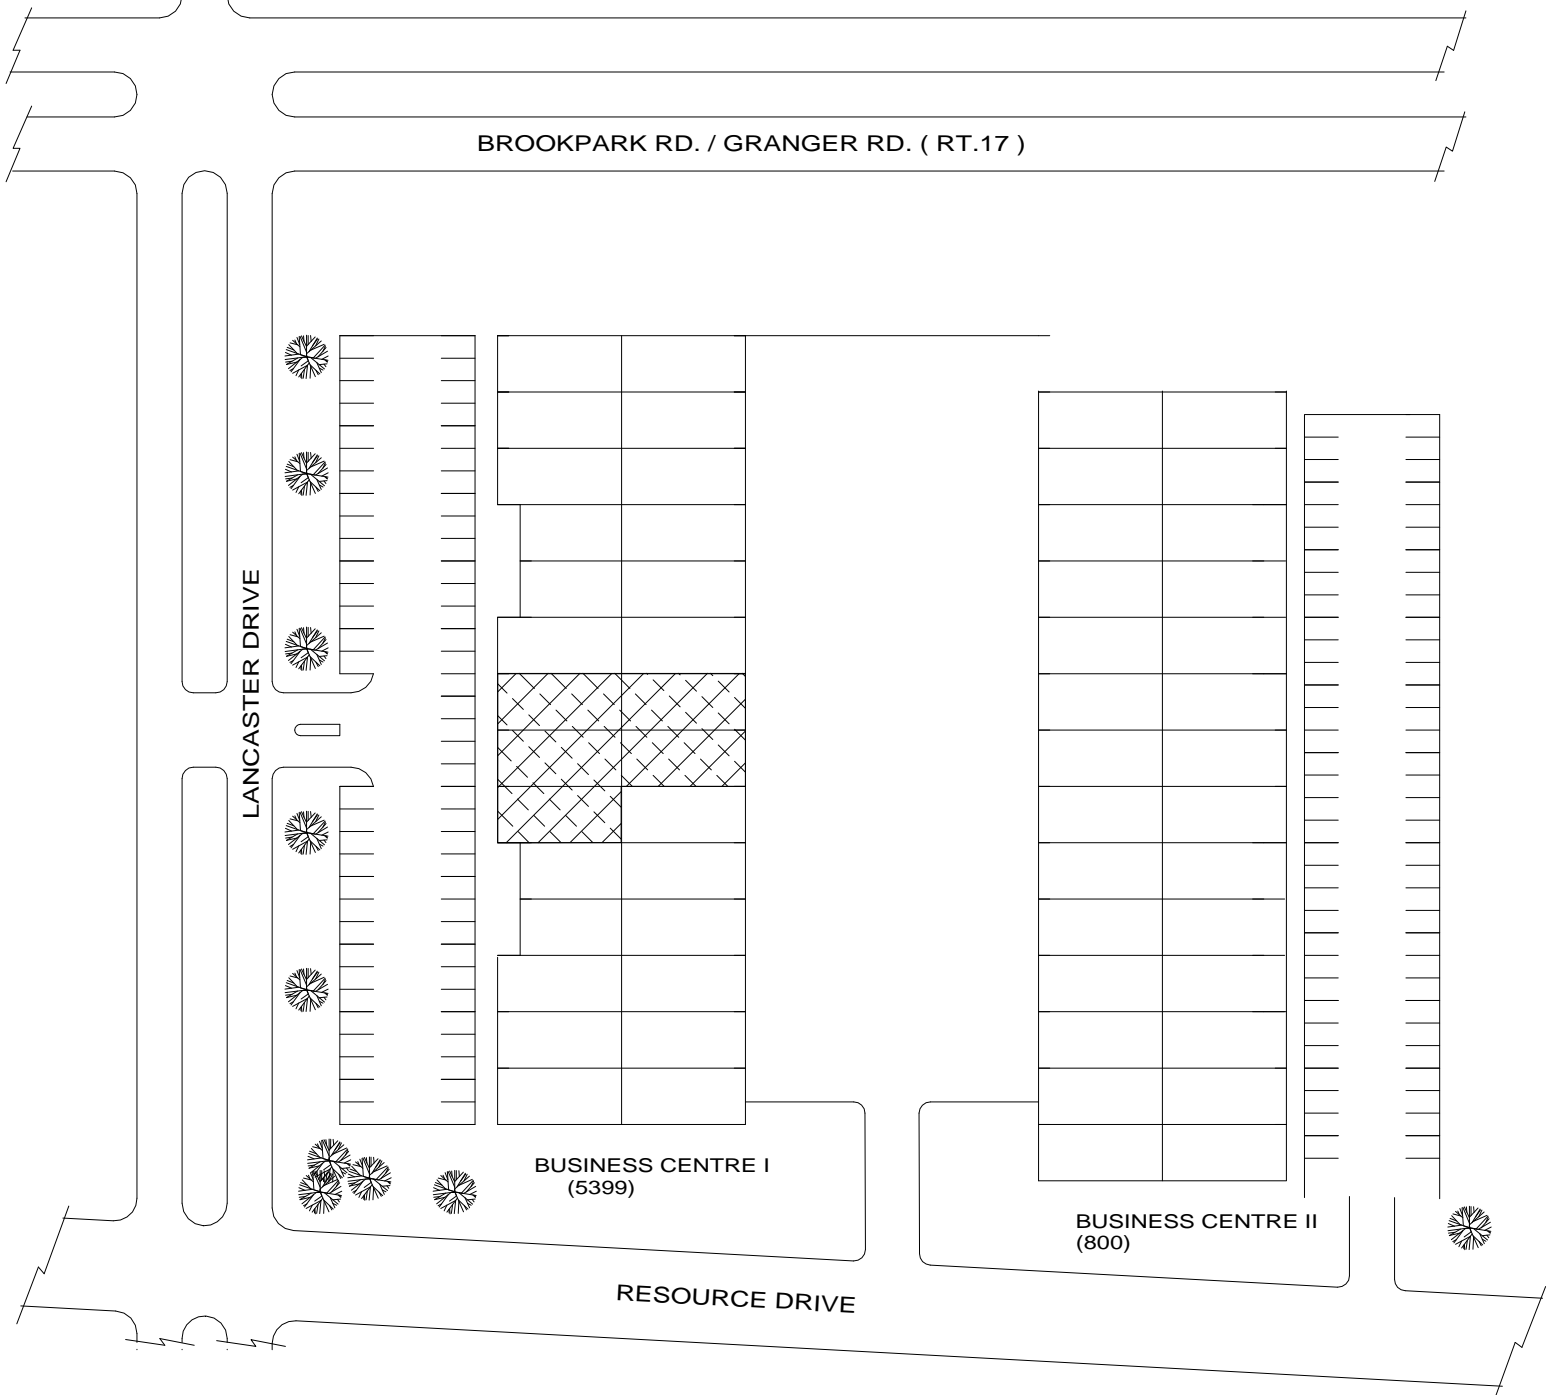 BROOKPARK RD. / GRANGER RD. ( RT.17 )
LANCASTER DRIVE
BUSINESS CENTRE I
(5399)
BUSINESS CENTRE II
(800)
RESOURCE DRIVE